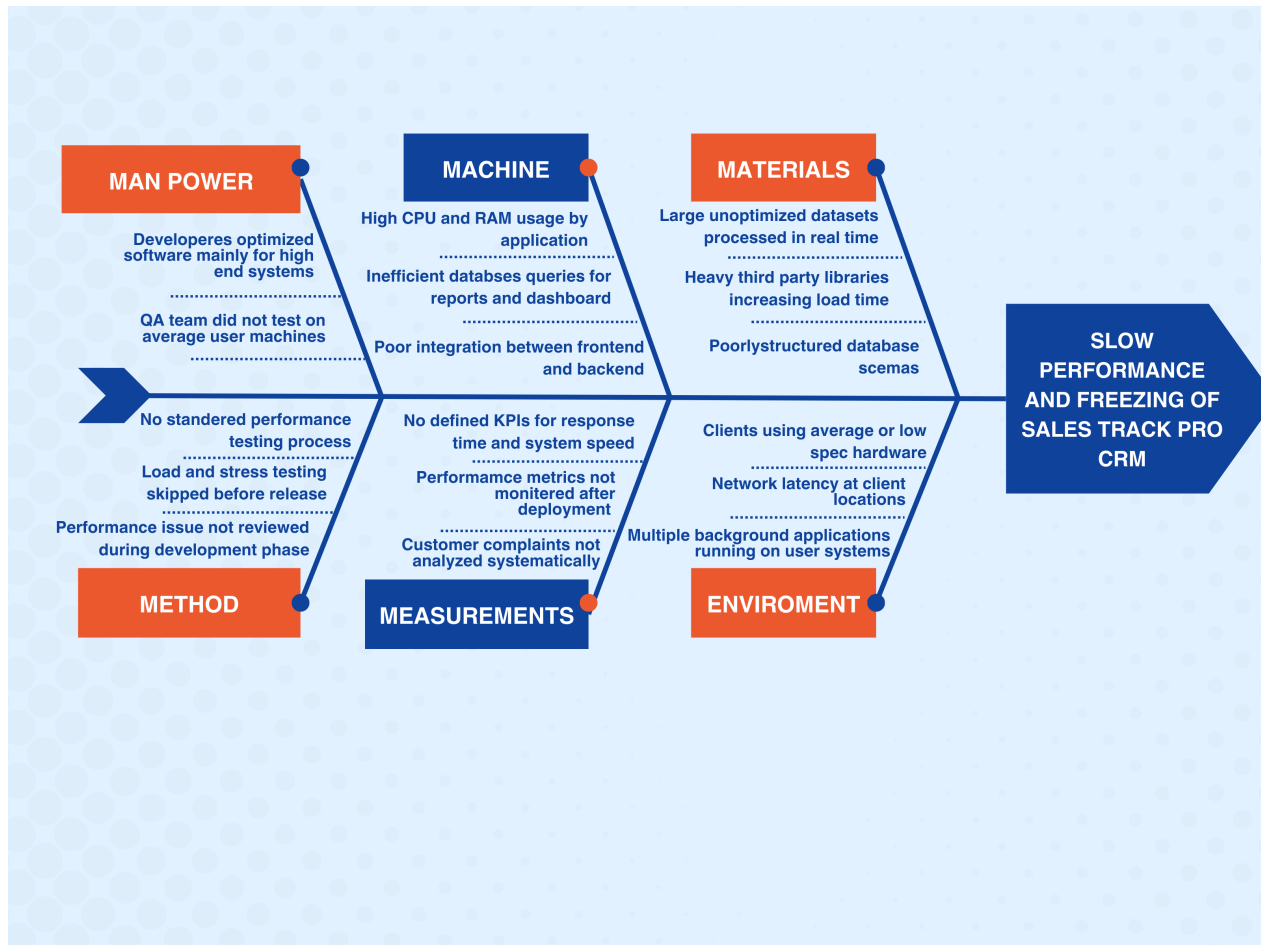 MAN POWER
Developeres optimized
software mainly for high
end systems
QA team did not test on
average user machines
MACHINE
High CPU and RAM usage by
application
Inefficient databses queries for
reports and dashboard
Poor integration between frontend
and backend
MATERIALS
Large unoptimized datasets
processed in real time
Heavy third party libraries
increasing load time
Poorlystructured database
scemas
SLOW
PERFORMANCE
AND FREEZING OF
SALES TRACK PRO
CRM
No standered performance
testing process
Load and stress testing
skipped before release
Performance issue not reviewed
during development phase
METHOD
No defined KPIs for response
time and system speed
Performamce metrics not
monitered after
deployment
Customer complaints not
analyzed systematically
MEASUREMENTS
Clients using average or low
spec hardware
Network latency at client
locations
Multiple background applications
running on user systems
ENVIROMENT